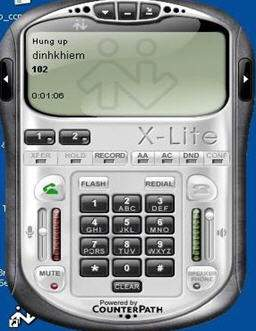 Hung up
dinhkhiem
102
0:01:06
1 2
X-Lite
XFER HOLD RECORD AA AC DND CONF
FLASH REDIAL
1 2 ABC 3 DEF
4 GHI 5 JKL 6 MNO
7 PQRS 8 TUV 9 WXYZ
MUTE * 0 # SPEAKER PHONE
CLEAR
Powered by
COUNTERPATH